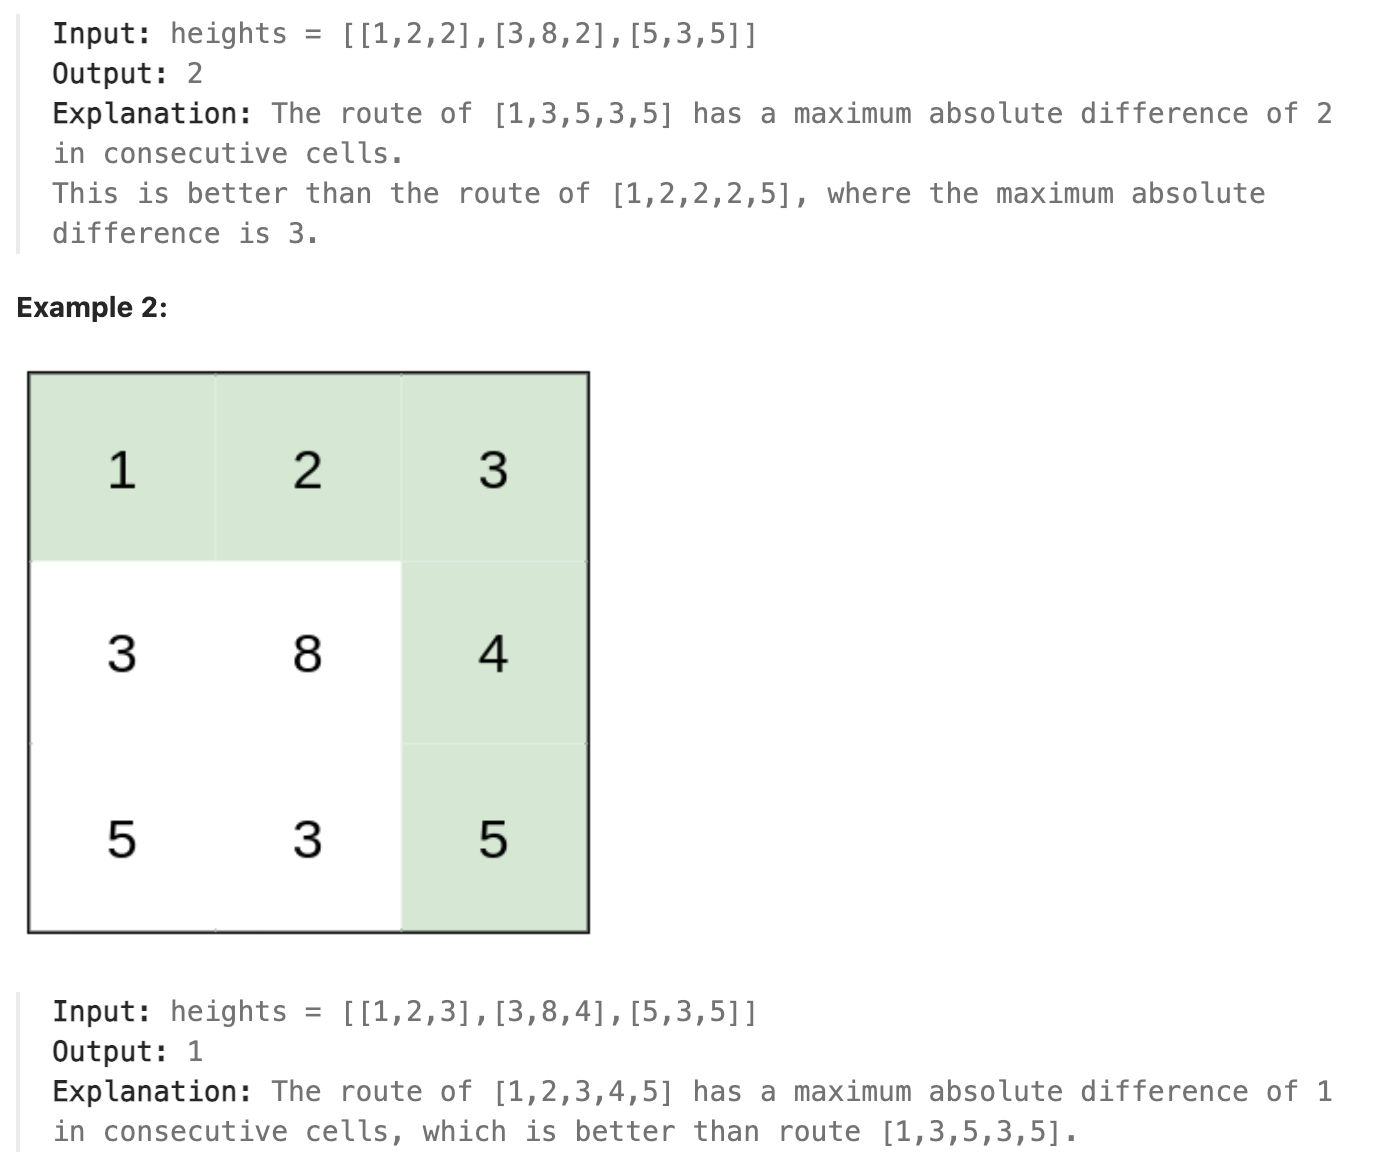 Input: heights = [[1,2,2],[3,8,2],[5,3,5]]
Output: 2
Explanation: The route of [1,3,5,3,5] has a maximum absolute difference of 2
in consecutive cells.
This is better than the route of [1,2,2,2,5], where the maximum absolute
difference is 3.
Example 2:
1 2 3
3 8 4
5 3 5
Input: heights = [[1,2,3],[3,8,4],[5,3,5]]
Output: 1
Explanation: The route of [1,2,3,4,5] has a maximum absolute difference of 1
in consecutive cells, which is better than route [1,3,5,3,5].